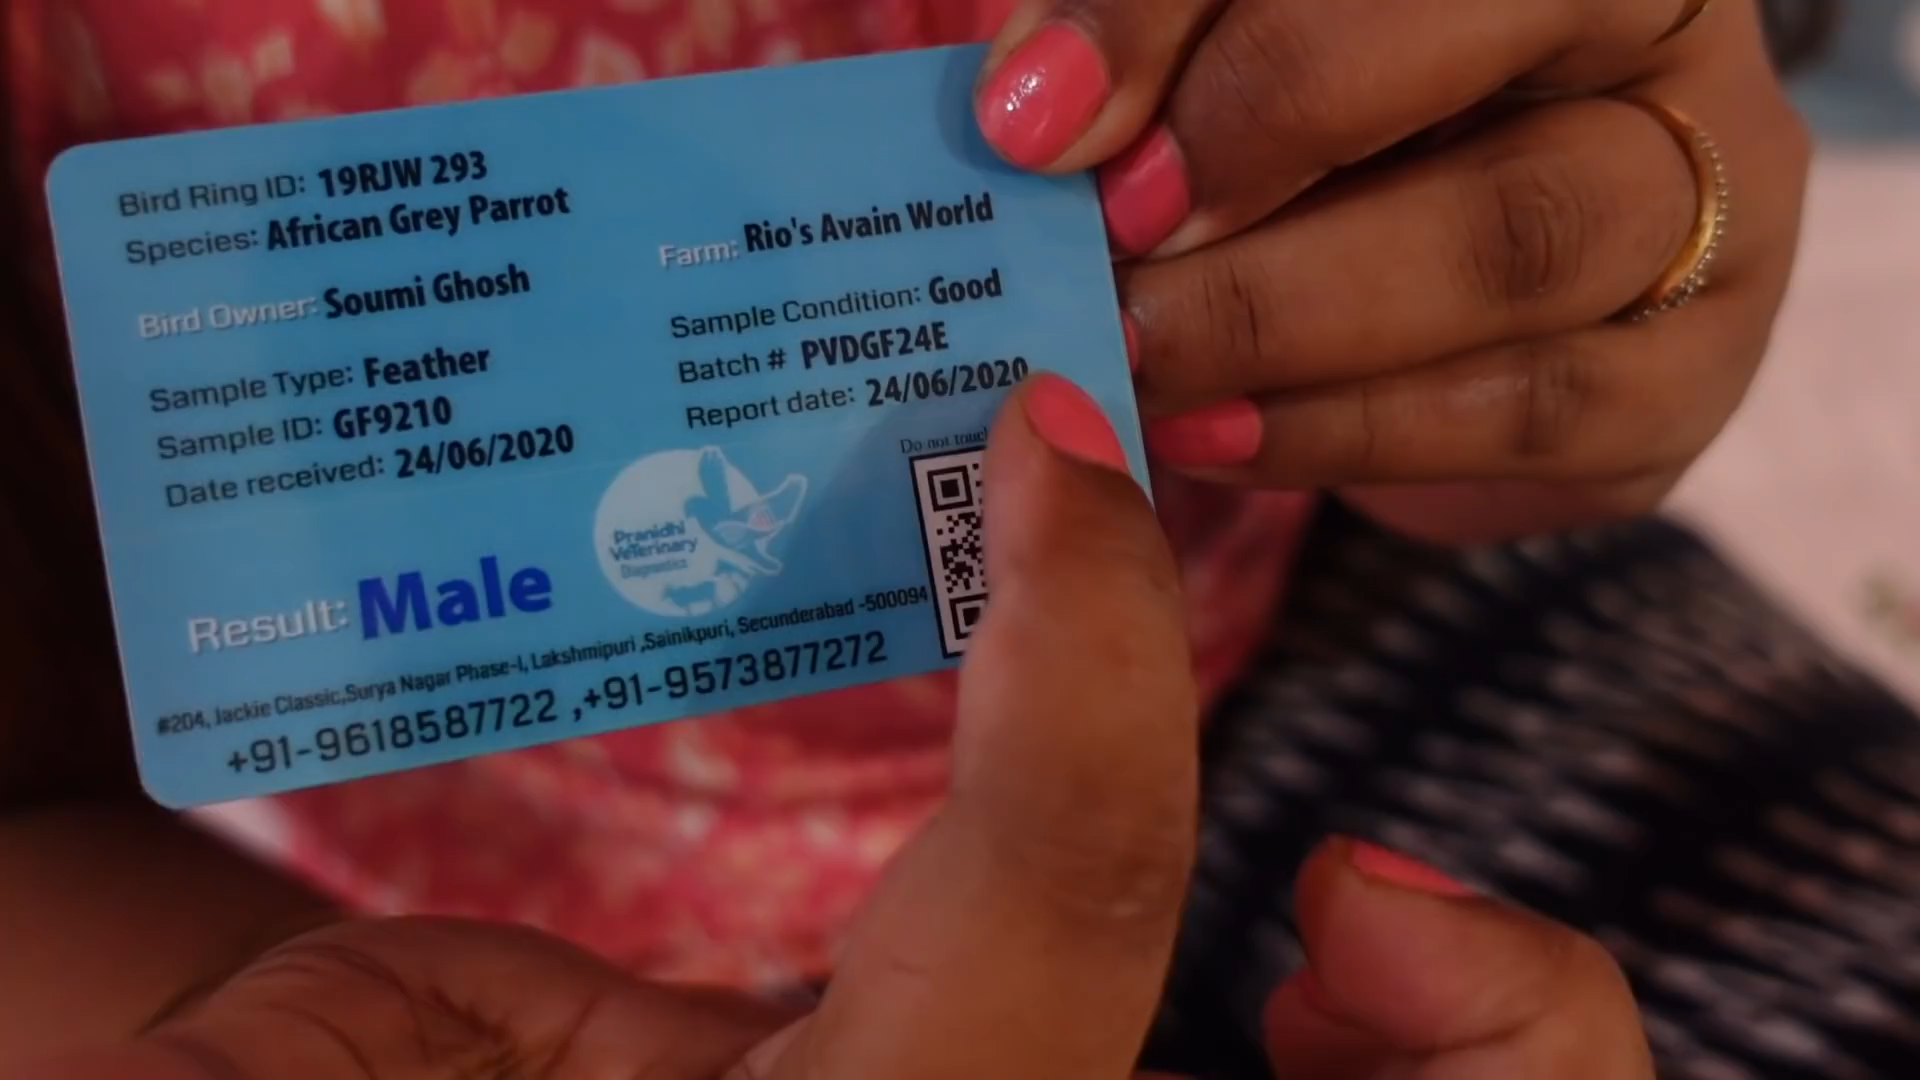 Bird Ring ID: 19RJW 293
Species: African Grey Parrot
Bird Owner: Soumi Ghosh
Farm: Rio's Avain World
Sample Type: Feather
Sample ID: GF9210
Date received: 24/06/2020
Sample Condition: Good
Batch # PVDGF24E
Report date: 24/06/2020
Do not touch
Pranidhi
Veterinary
Diagnostics
Result: Male
#204, Jackie Classic,Surya Nagar Phase-I, Lakshmipuri ,Sainikpuri, Secunderabad -500094
+91-9618587722 ,+91-9573877272